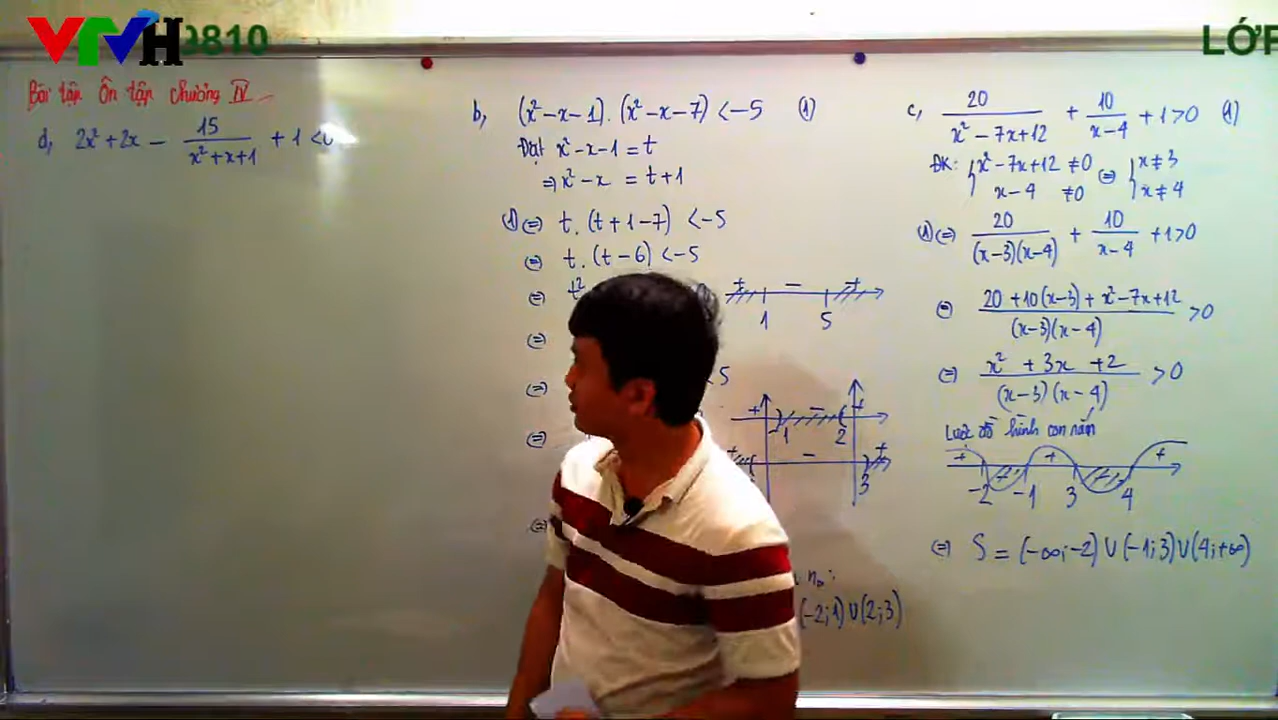 VTVH
9810
LỚP
Bài tập Ôn tập chương IV
d, 2x²+2x − 15/(x²+x+1) + 1 <0
b, (x²−x−1).(x²−x−7) <−5 (1)
Đặt x²−x−1=t
⇒ x²−x = t+1
(1)⇔ t.(t+1−7) <−5
⇔ t.(t−6) <−5
⇔ t²
+ − +
1 5
⇔
⇔ <5
⇔
+ − +
1 2
+ − +
3
⇔
n₀:
(−2;1)∪(2;3)
c, 20/(x²−7x+12) + 10/(x−4) +1>0 (1)
ĐK: { x²−7x+12 ≠0 ⇔ { x≠3
x−4 ≠0 x≠4
(1)⇔ 20/((x−3)(x−4)) + 10/(x−4) +1>0
⇔ (20+10(x−3)+x²−7x+12)/((x−3)(x−4)) >0
⇔ (x²+3x+2)/((x−3)(x−4)) >0
Lược đồ hình con rắn
+ − + − +
−2 −1 3 4
⇔ S = (−∞;−2)∪(−1;3)∪(4;+∞)